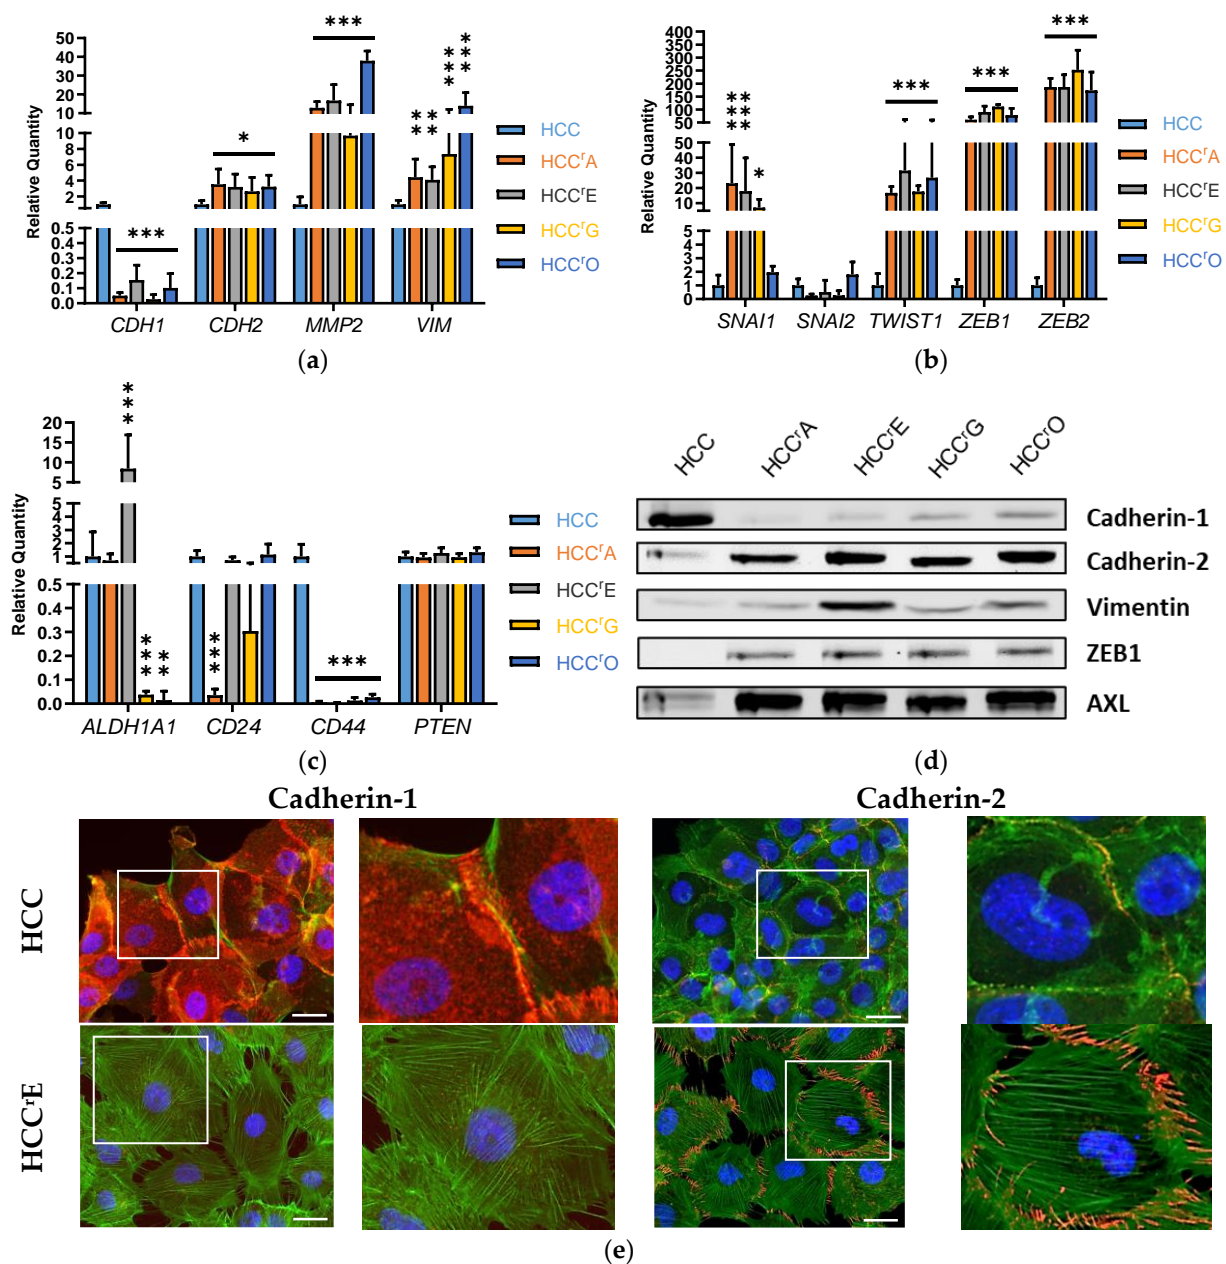 ***
***
***
***
*
**
**
***
***
Relative Quantity
50
40
30
20
10
10
8
6
4
2
0.5
0.4
0.3
0.2
0.1
0.0
CDH1 CDH2 MMP2 VIM
HCC
HCCʳA
HCCʳE
HCCʳG
HCCʳO
(a)
***
***
***
***
*
Relative Quantity
400
350
300
250
200
150
100
50
50
40
30
20
10
5
4
3
2
1
0
SNAI1 SNAI2 TWIST1 ZEB1 ZEB2
HCC
HCCʳA
HCCʳE
HCCʳG
HCCʳO
(b)
***
***
**
***
***
Relative Quantity
20
15
10
5
5
4
3
2
1
0.5
0.4
0.3
0.2
0.1
0.0
ALDH1A1 CD24 CD44 PTEN
HCC
HCCʳA
HCCʳE
HCCʳG
HCCʳO
(c)
HCC HCCʳA HCCʳE HCCʳG HCCʳO
Cadherin-1
Cadherin-2
Vimentin
ZEB1
AXL
(d)
Cadherin-1 Cadherin-2
HCC
HCCʳE
(e)